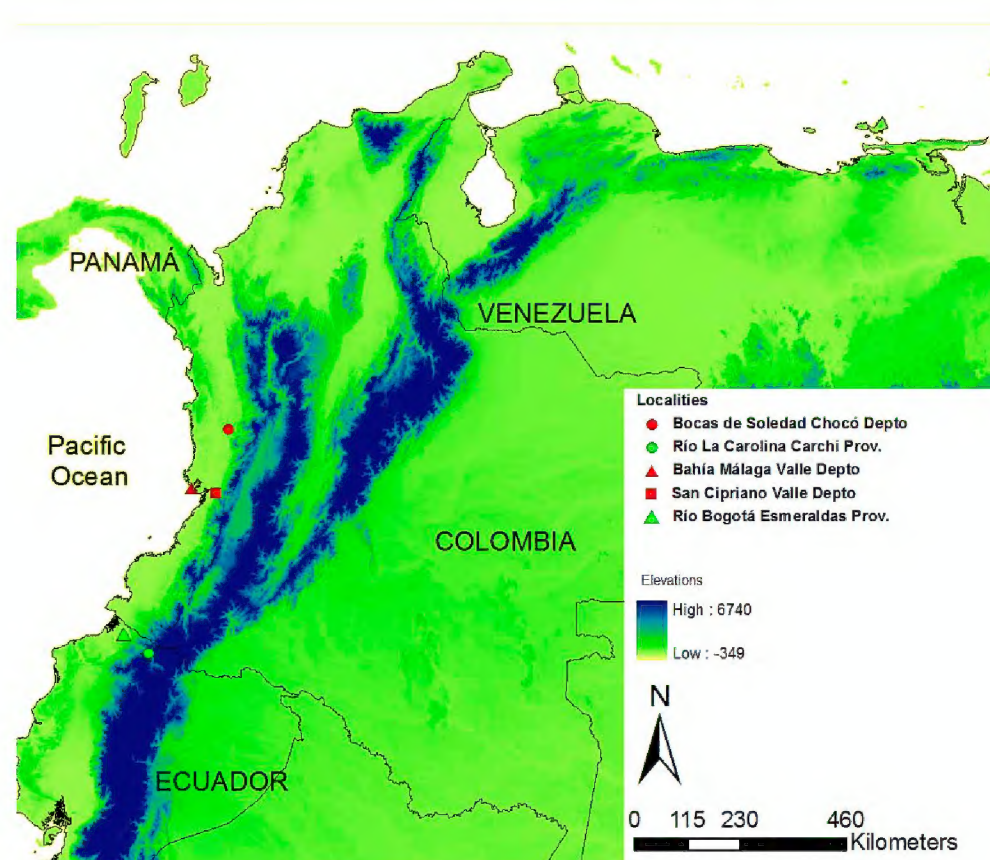 PANAMÁ
VENEZUELA
Pacific
Ocean
COLOMBIA
ECUADOR
Localities
Bocas de Soledad Chocó Depto
Río La Carolina Carchi Prov.
Bahía Málaga Valle Depto
San Cipriano Valle Depto
Río Bogotá Esmeraldas Prov.
Elevations
High : 6740
Low : -349
N
0 115 230 460
Kilometers